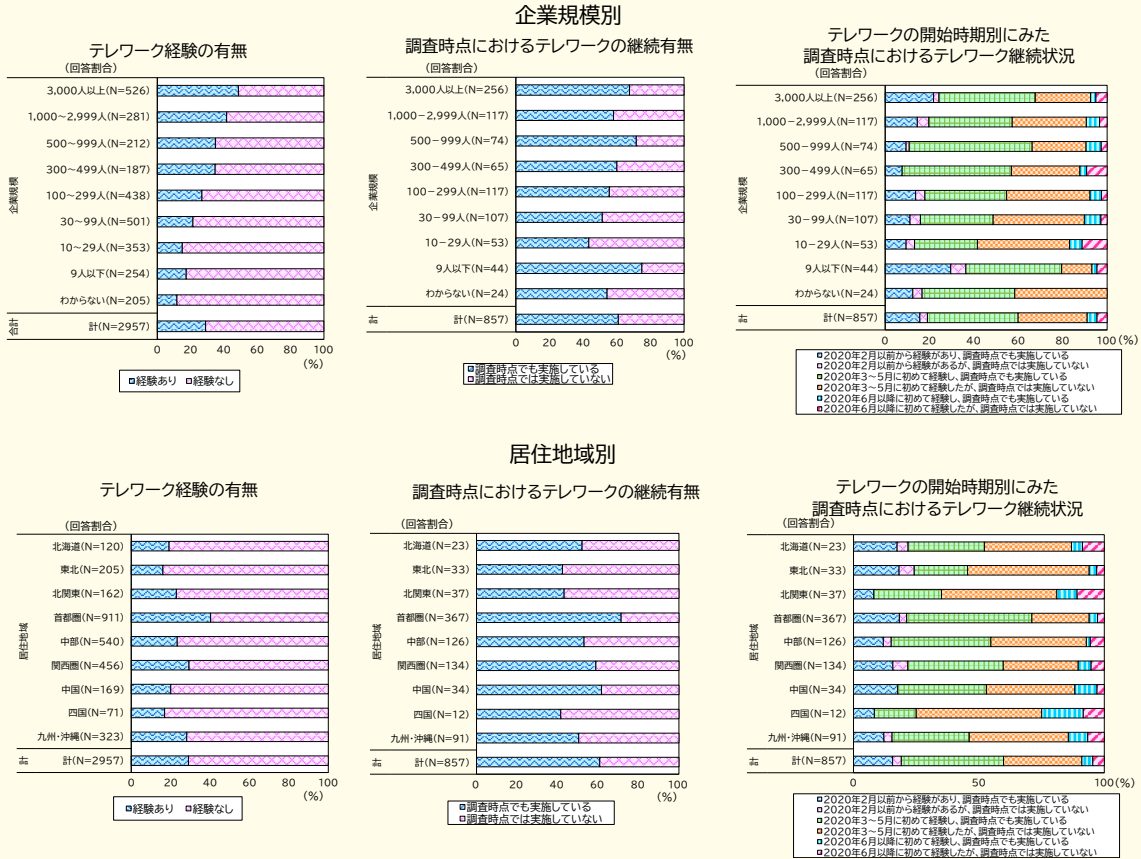 企業規模別
テレワーク経験の有無
(回答割合)
企業規模
3,000人以上(N=526)
1,000～2,999人(N=281)
500～999人(N=212)
300～499人(N=187)
100～299人(N=438)
30～99人(N=501)
10～29人(N=353)
9人以下(N=254)
わからない(N=205)
合計
計(N=2957)
0 20 40 60 80 100
(%)
経験あり 経験なし
調査時点におけるテレワークの継続有無
(回答割合)
企業規模
3,000人以上(N=256)
1,000－2,999人(N=117)
500－999人(N=74)
300－499人(N=65)
100－299人(N=117)
30－99人(N=107)
10－29人(N=53)
9人以下(N=44)
わからない(N=24)
計
計(N=857)
0 20 40 60 80 100
(%)
調査時点でも実施している
調査時点では実施していない
テレワークの開始時期別にみた
調査時点におけるテレワーク継続状況
(回答割合)
企業規模
3,000人以上(N=256)
1,000－2,999人(N=117)
500－999人(N=74)
300－499人(N=65)
100－299人(N=117)
30－99人(N=107)
10－29人(N=53)
9人以下(N=44)
わからない(N=24)
計
計(N=857)
0 20 40 60 80 100(%)
2020年2月以前から経験があり、調査時点でも実施している
2020年2月以前から経験があるが、調査時点では実施していない
2020年3～5月に初めて経験し、調査時点でも実施している
2020年3～5月に初めて経験したが、調査時点では実施していない
2020年6月以降に初めて経験し、調査時点でも実施している
2020年6月以降に初めて経験したが、調査時点では実施していない
居住地域別
テレワーク経験の有無
(回答割合)
居住地域
北海道(N=120)
東北(N=205)
北関東(N=162)
首都圏(N=911)
中部(N=540)
関西圏(N=456)
中国(N=169)
四国(N=71)
九州・沖縄(N=323)
計
計(N=2957)
0 20 40 60 80 100
(%)
経験あり 経験なし
調査時点におけるテレワークの継続有無
(回答割合)
居住地域
北海道(N=23)
東北(N=33)
北関東(N=37)
首都圏(N=367)
中部(N=126)
関西圏(N=134)
中国(N=34)
四国(N=12)
九州・沖縄(N=91)
計
計(N=857)
0 20 40 60 80 100
(%)
調査時点でも実施している
調査時点では実施していない
テレワークの開始時期別にみた
調査時点におけるテレワーク継続状況
(回答割合)
居住地域
北海道(N=23)
東北(N=33)
北関東(N=37)
首都圏(N=367)
中部(N=126)
関西圏(N=134)
中国(N=34)
四国(N=12)
九州・沖縄(N=91)
計
計(N=857)
0 50 100(%)
2020年2月以前から経験があり、調査時点でも実施している
2020年2月以前から経験があるが、調査時点では実施していない
2020年3～5月に初めて経験し、調査時点でも実施している
2020年3～5月に初めて経験したが、調査時点では実施していない
2020年6月以降に初めて経験し、調査時点でも実施している
2020年6月以降に初めて経験したが、調査時点では実施していない